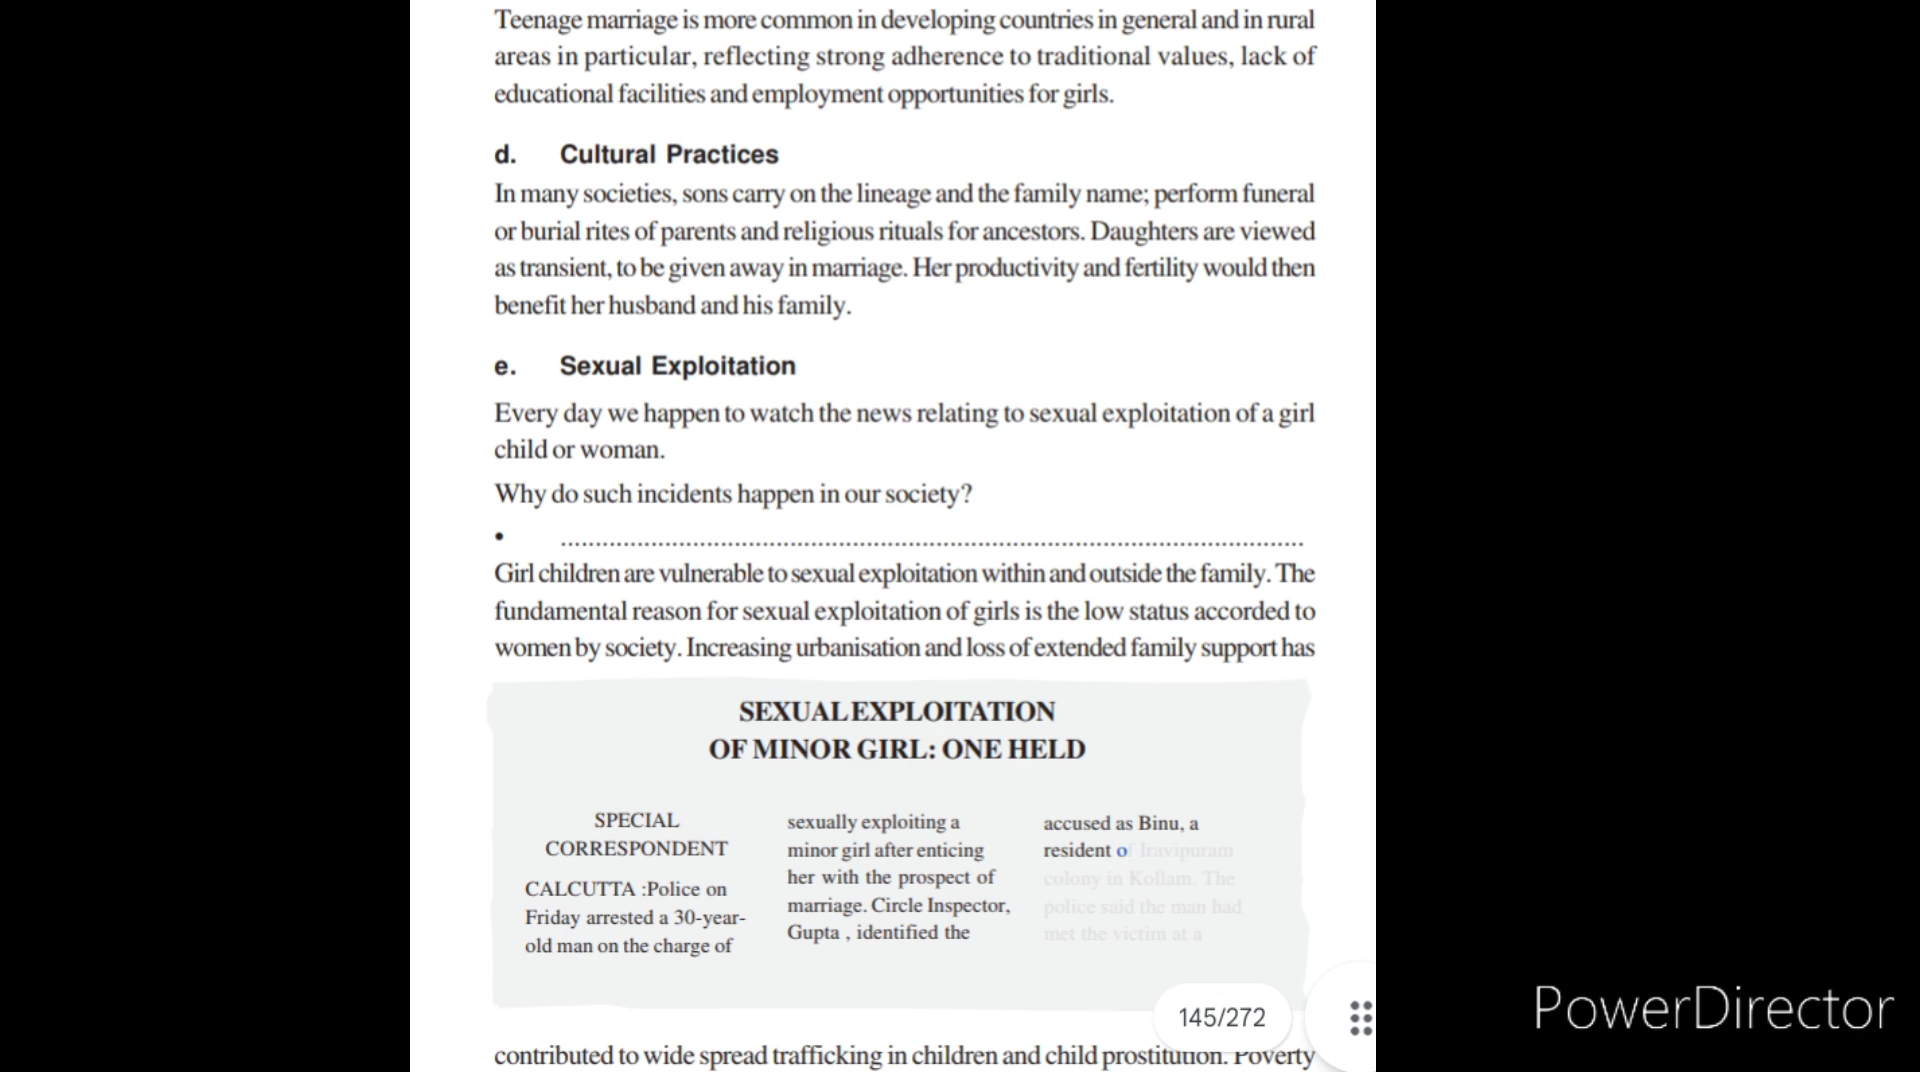 Teenage marriage is more common in developing countries in general and in rural
areas in particular, reflecting strong adherence to traditional values, lack of
educational facilities and employment opportunities for girls.
d. Cultural Practices
In many societies, sons carry on the lineage and the family name; perform funeral
or burial rites of parents and religious rituals for ancestors. Daughters are viewed
as transient, to be given away in marriage. Her productivity and fertility would then
benefit her husband and his family.
e. Sexual Exploitation
Every day we happen to watch the news relating to sexual exploitation of a girl
child or woman.
Why do such incidents happen in our society?
• ............................................................................................................
Girl children are vulnerable to sexual exploitation within and outside the family. The
fundamental reason for sexual exploitation of girls is the low status accorded to
women by society. Increasing urbanisation and loss of extended family support has
SEXUAL EXPLOITATION
OF MINOR GIRL: ONE HELD
SPECIAL
CORRESPONDENT
CALCUTTA :Police on
Friday arrested a 30-year-
old man on the charge of
sexually exploiting a
minor girl after enticing
her with the prospect of
marriage. Circle Inspector,
Gupta , identified the
accused as Binu, a
resident of Iravipuram
colony in Kollam. The
police said the man had
met the victim at a
145/272
contributed to wide spread trafficking in children and child prostitution. Poverty
PowerDirector